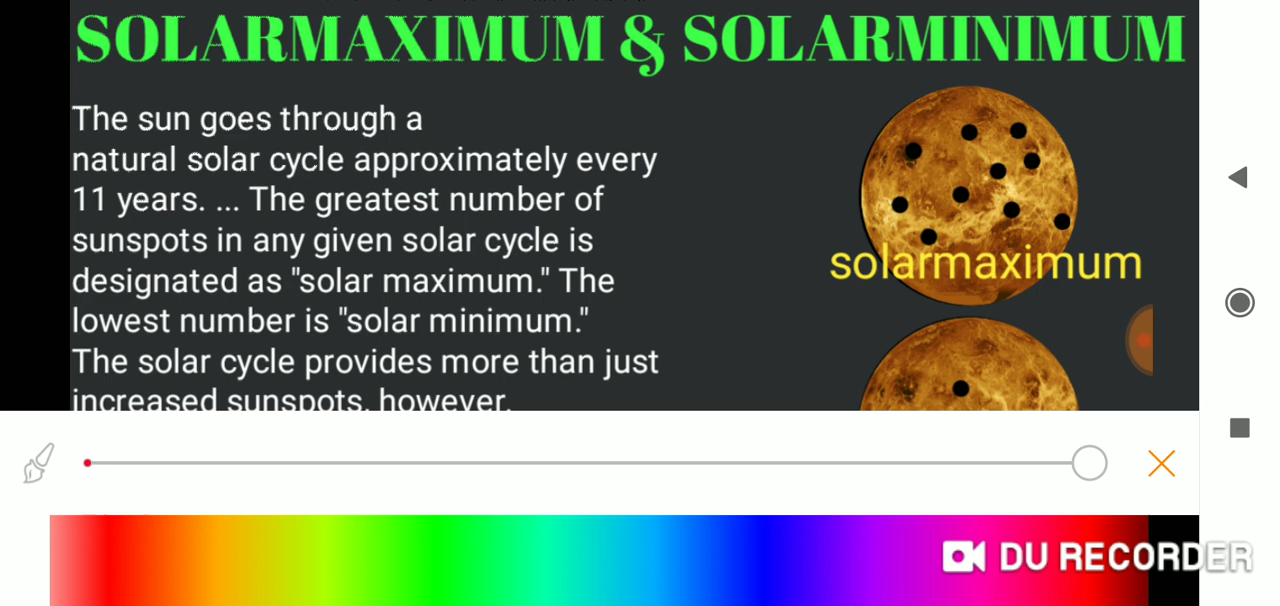 SOLARMAXIMUM & SOLARMINIMUM
The sun goes through a
natural solar cycle approximately every
11 years. ... The greatest number of
sunspots in any given solar cycle is
designated as "solar maximum." The
lowest number is "solar minimum."
The solar cycle provides more than just
increased sunspots, however.
solarmaximum
DU RECORDER